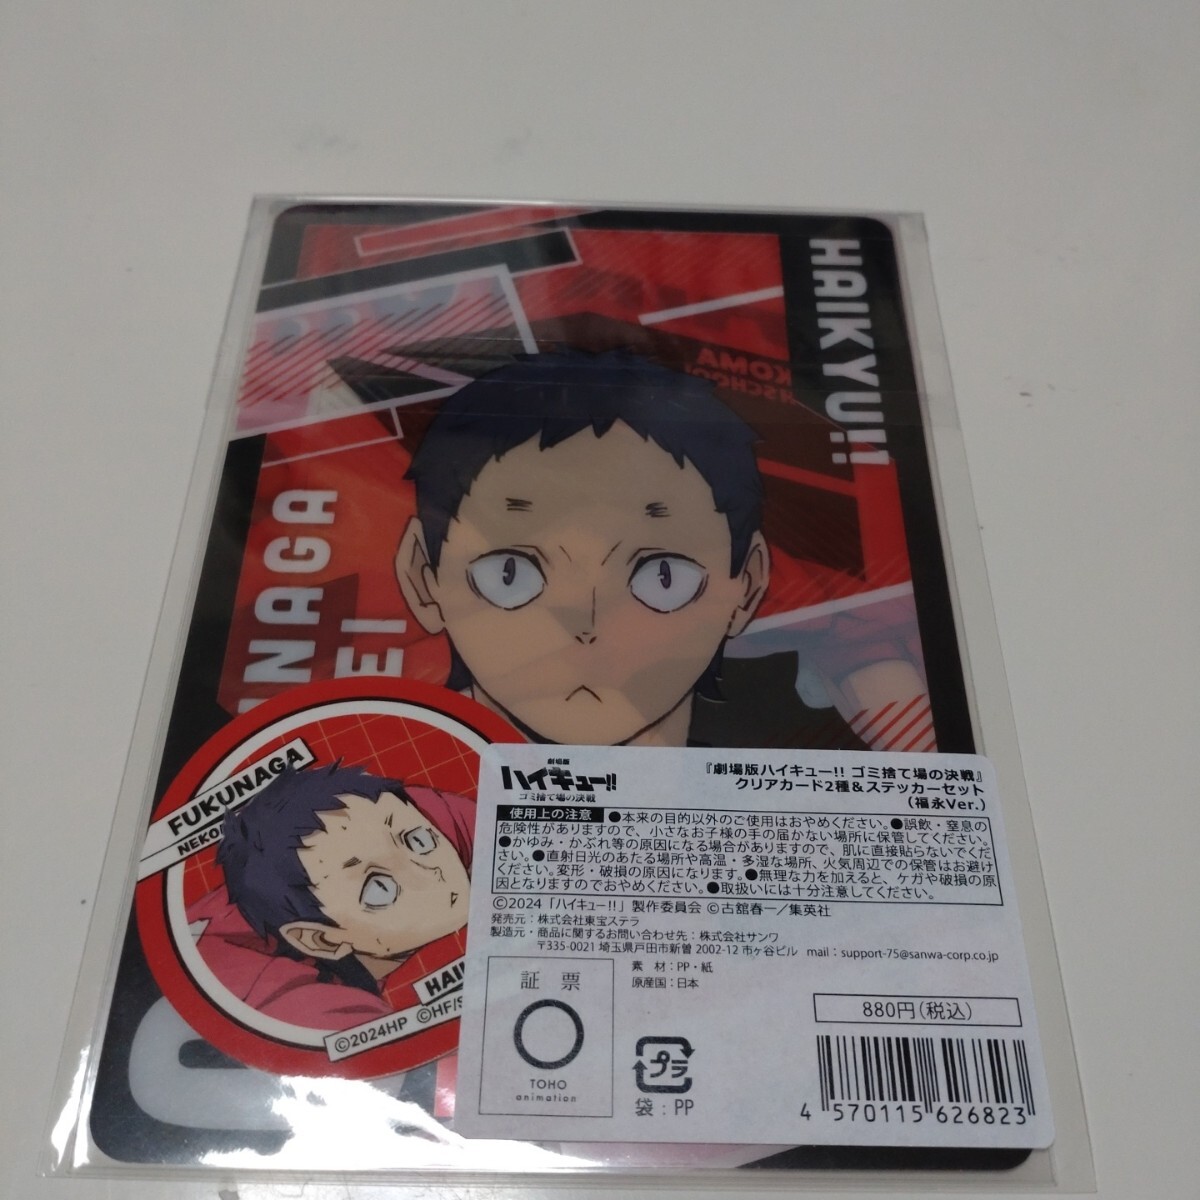 HAIKYU!!
KOMA
HSCHOOL
UNAGA
EI
FUKUNAGA
©2024HP ©HF/S
劇場版
ハイキュー!!
ゴミ捨て場の決戦
『劇場版ハイキュー!! ゴミ捨て場の決戦』
クリアカード2種＆ステッカーセット
（福永Ver.）
使用上の注意 ●本来の目的以外のご使用はおやめください。●誤飲・窒息の
危険性がありますので、小さなお子様の手の届かない場所に保管してください。
●かゆみ・かぶれ等の原因になる場合がありますので、肌に直接貼らないでくだ
さい。●直射日光のあたる場所や高温・多湿な場所、火気周辺での保管はお避け
ください。変形・破損の原因になります。●無理な力を加えると、ケガや破損の原
因となりますのでおやめください。●取扱いには十分注意してください。
©2024「ハイキュー!!」製作委員会 ©古舘春一／集英社
発売元：株式会社東宝ステラ
製造元・商品に関するお問い合わせ先：株式会社サンワ
〒335-0021 埼玉県戸田市新曽 2002-12 市ヶ谷ビル mail：support-75@sanwa-corp.co.jp
証票
TOHO
animation
素 材：PP・紙
原産国：日本
プラ
袋：PP
880円（税込）
4 570115 626823